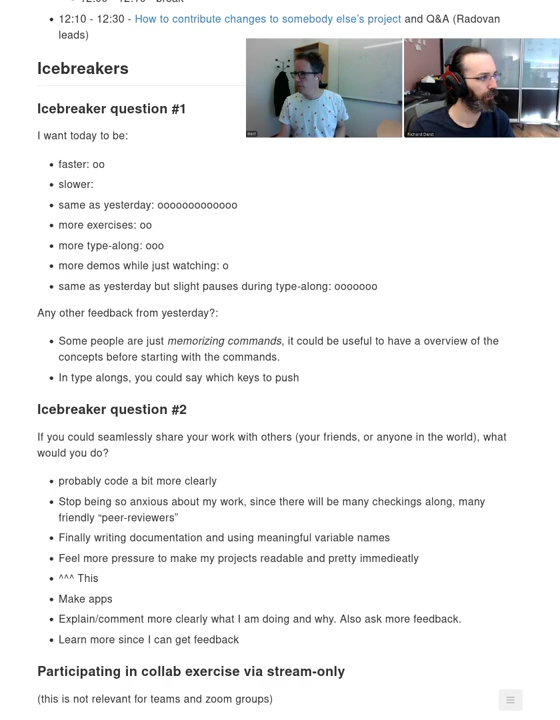 12:00 - 12:10 - break
• 12:10 - 12:30 - How to contribute changes to somebody else's project and Q&A (Radovan
leads)
Icebreakers
Icebreaker question #1
I want today to be:
• faster: oo
• slower:
• same as yesterday: ooooooooooooo
• more exercises: oo
• more type-along: ooo
• more demos while just watching: o
• same as yesterday but slight pauses during type-along: ooooooo
Any other feedback from yesterday?:
• Some people are just memorizing commands, it could be useful to have a overview of the
concepts before starting with the commands.
• In type alongs, you could say which keys to push
Icebreaker question #2
If you could seamlessly share your work with others (your friends, or anyone in the world), what
would you do?
• probably code a bit more clearly
• Stop being so anxious about my work, since there will be many checkings along, many
friendly “peer-reviewers”
• Finally writing documentation and using meaningful variable names
• Feel more pressure to make my projects readable and pretty immedieatly
• ^^^ This
• Make apps
• Explain/comment more clearly what I am doing and why. Also ask more feedback.
• Learn more since I can get feedback
Participating in collab exercise via stream-only
(this is not relevant for teams and zoom groups)